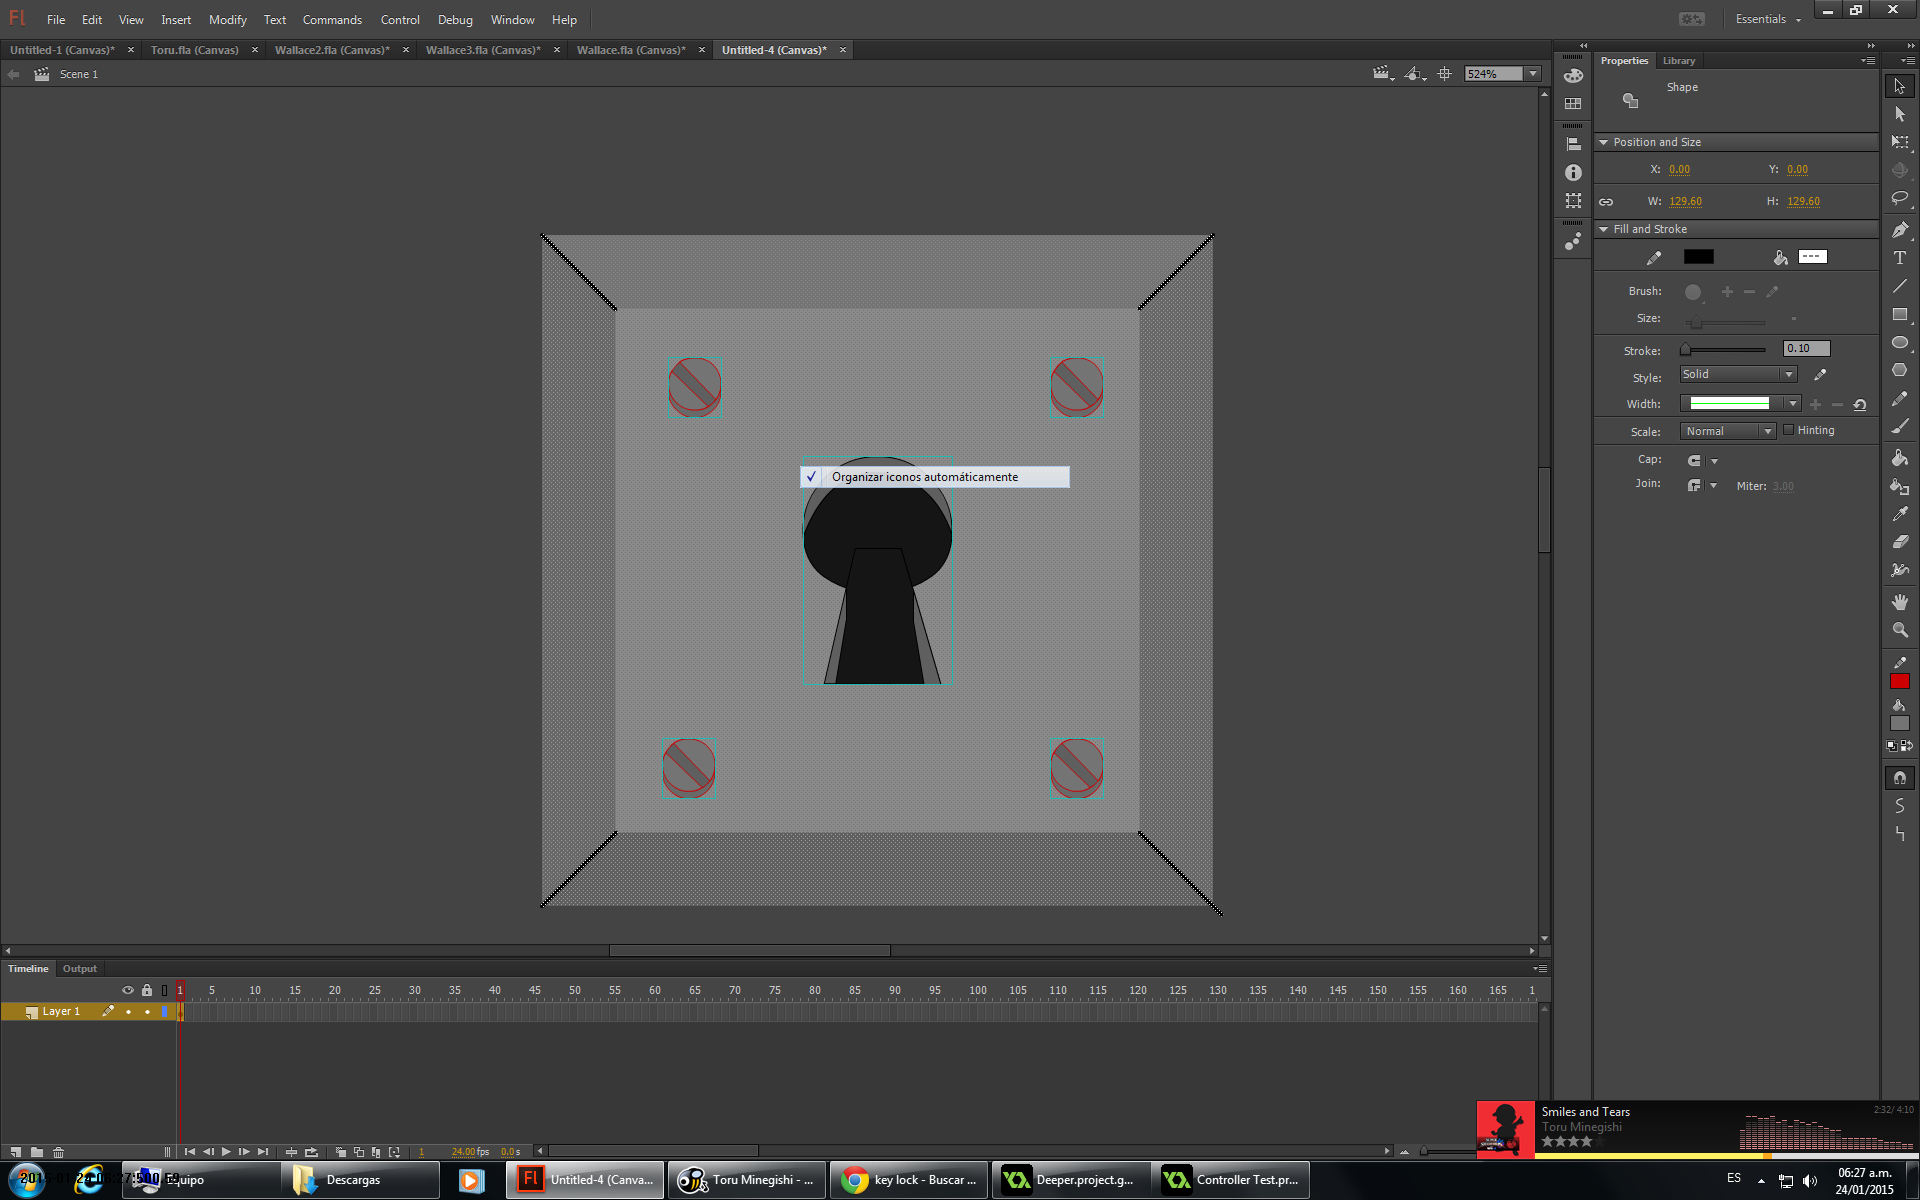 Fl File Edit View Insert Modify Text Commands Control Debug Window Help Essentials
Untitled-1 (Canvas)* Toru.fla (Canvas) Wallace2.fla (Canvas)* Wallace3.fla (Canvas)* Wallace.fla (Canvas)* Untitled-4 (Canvas)*
Scene 1 524%
Properties Library
Shape
Position and Size
X: 0.00 Y: 0.00
W: 129.60 H: 129.60
Fill and Stroke
Brush:
Size: -
Stroke: 0.10
Style: Solid
Width:
Scale: Normal Hinting
Cap:
Join: Miter: 3.00
Organizar iconos automáticamente
Timeline Output
1 5 10 15 20 25 30 35 40 45 50 55 60 65 70 75 80 85 90 95 100 105 110 115 120 125 130 135 140 145 150 155 160 165 1
Layer 1
1 24.00 fps 0.0 s
Smiles and Tears 2:32/ 4:10
Toru Minegishi
Equipo Descargas Untitled-4 (Canva... Toru Minegishi - ... key lock - Buscar ... Deeper.project.g... Controller Test.pr... ES
06:27 a.m.
24/01/2015